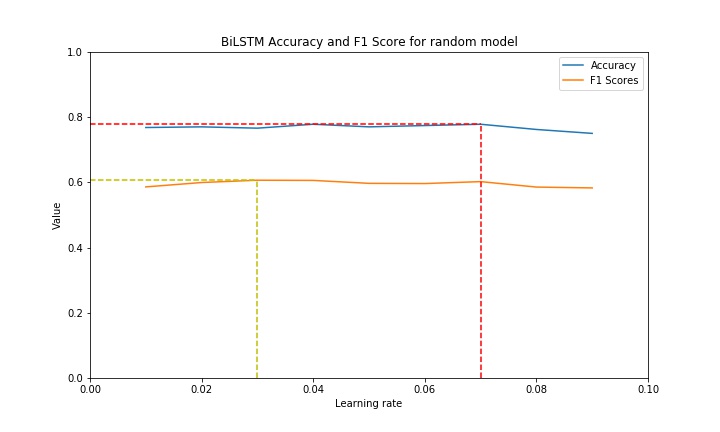 BiLSTM Accuracy and F1 Score for random model
1.0
Accuracy
F1 Scores
0.8
0.6
Value
0.4
0.2
0.0
0.00 0.02 0.04 0.06 0.08 0.10
Learning rate